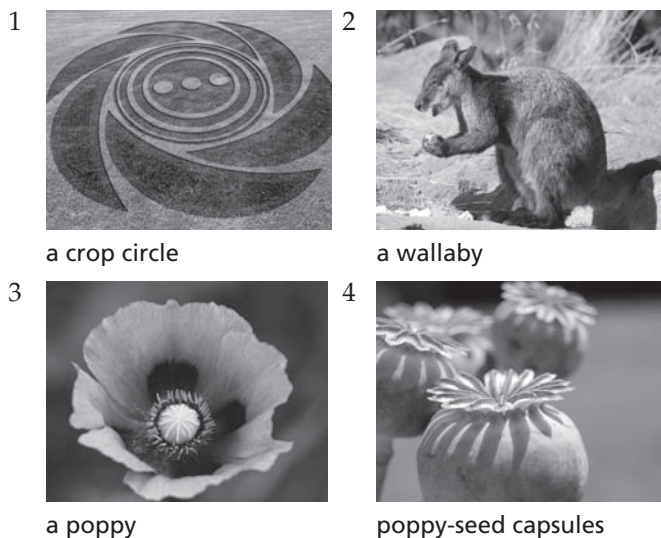 1
2
a crop circle
a wallaby
3
4
a poppy
poppy-seed capsules